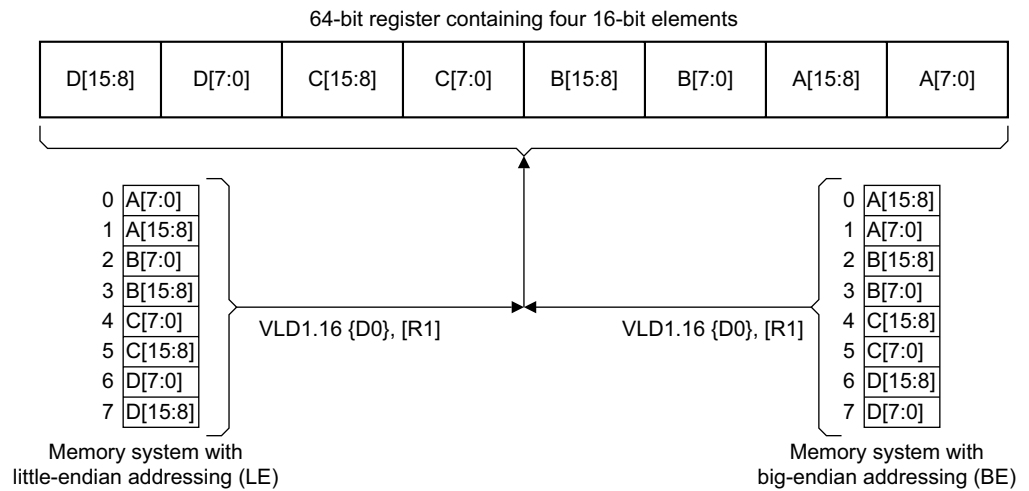 64-bit register containing four 16-bit elements
D[15:8] D[7:0] C[15:8] C[7:0] B[15:8] B[7:0] A[15:8] A[7:0]
0 A[7:0]
1 A[15:8]
2 B[7:0]
3 B[15:8]
4 C[7:0]
5 C[15:8]
6 D[7:0]
7 D[15:8]
Memory system with
little-endian addressing (LE)
VLD1.16 {D0}, [R1]
VLD1.16 {D0}, [R1]
0 A[15:8]
1 A[7:0]
2 B[15:8]
3 B[7:0]
4 C[15:8]
5 C[7:0]
6 D[15:8]
7 D[7:0]
Memory system with
big-endian addressing (BE)